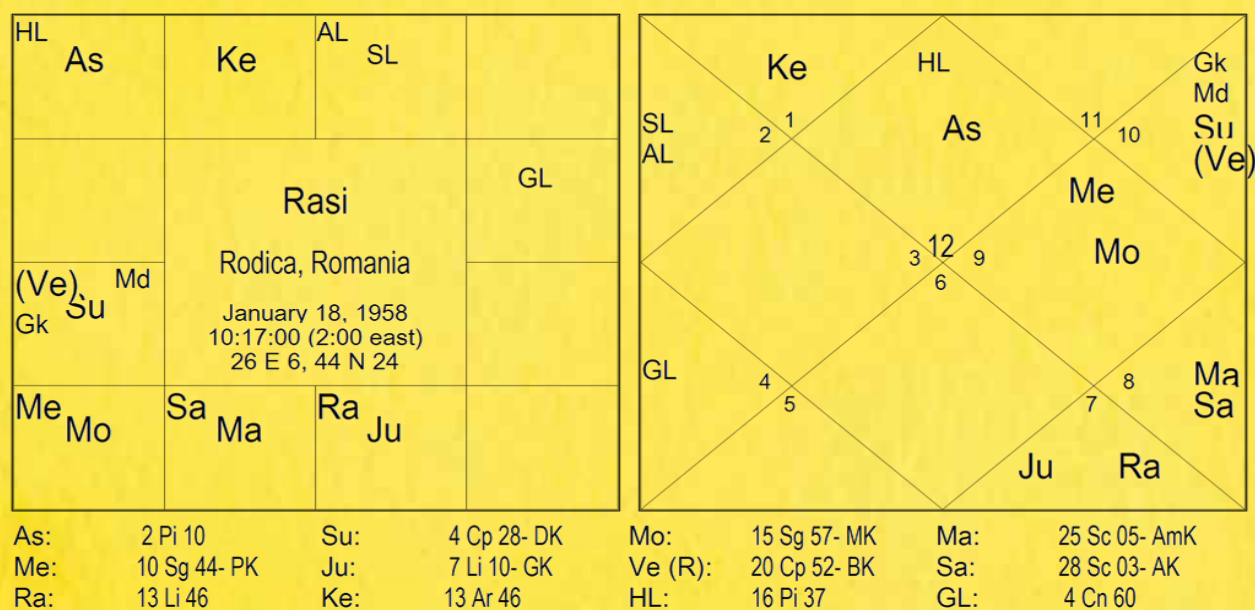 HL
As
Ke
AL
SL
GL
Rasi
Rodica, Romania
January 18, 1958
10:17:00 (2:00 east)
26 E 6, 44 N 24
(Ve)
Md
Su
Gk
Me
Mo
Sa
Ma
Ra
Ju
Ke
HL
Gk
Md
Su
(Ve)
SL
AL
2
1
As
11
10
Me
Mo
3
12
9
6
GL
4
5
8
7
Ma
Sa
Ju
Ra
As: 2 Pi 10 Su: 4 Cp 28- DK Mo: 15 Sg 57- MK Ma: 25 Sc 05- AmK
Me: 10 Sg 44- PK Ju: 7 Li 10- GK Ve (R): 20 Cp 52- BK Sa: 28 Sc 03- AK
Ra: 13 Li 46 Ke: 13 Ar 46 HL: 16 Pi 37 GL: 4 Cn 60